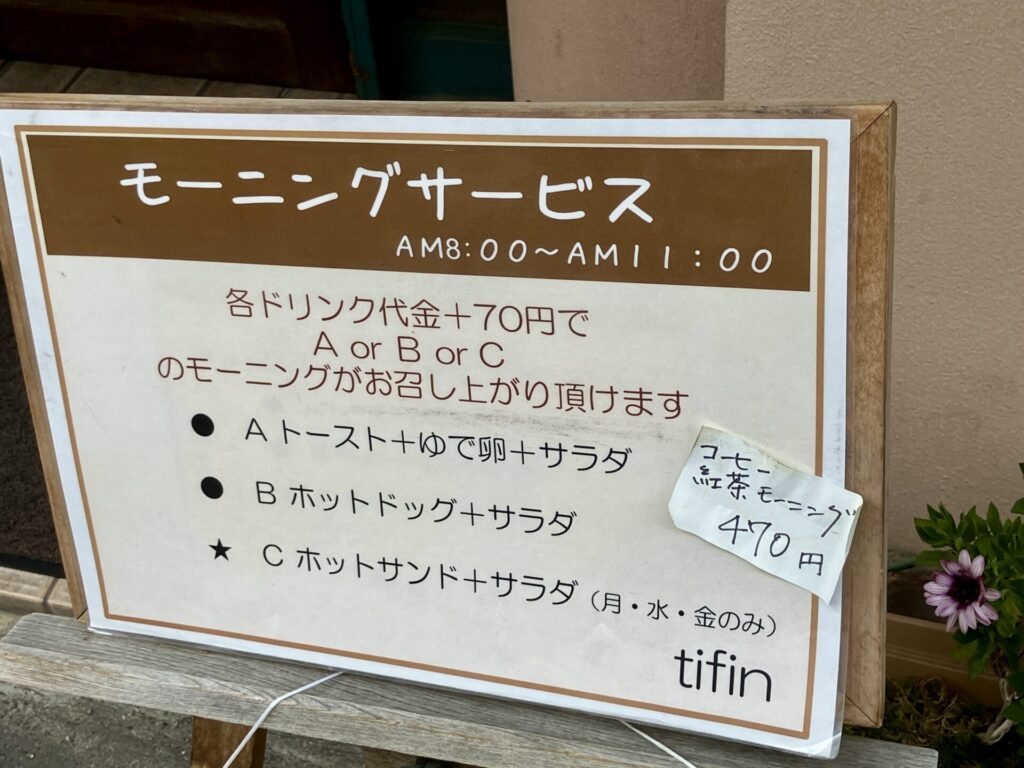 モーニングサービス
AM8:00～AM11:00
各ドリンク代金＋70円で
A or B or C
のモーニングがお召し上がり頂けます
● A トースト＋ゆで卵＋サラダ
● B ホットドッグ＋サラダ
★ C ホットサンド＋サラダ（月・水・金のみ）
コーヒー
紅茶モーニング
470円
tifin